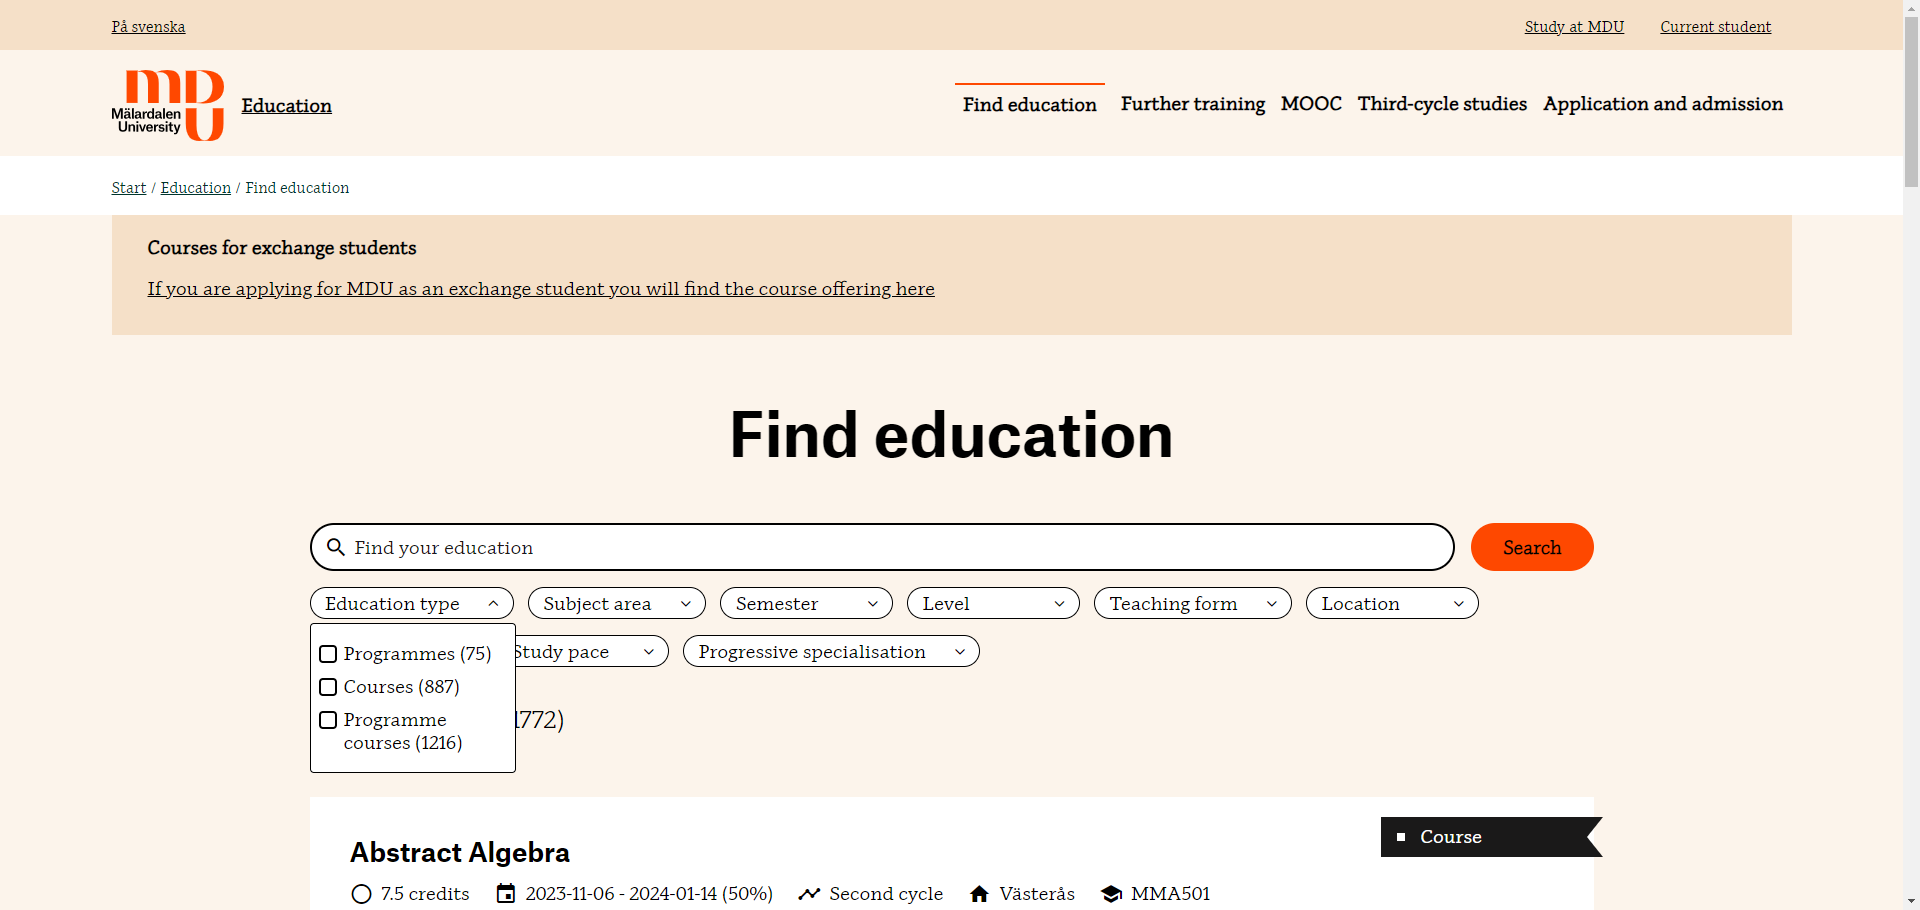 På svenska
Study at MDU
Current student
Mälardalen
University
Education
Find education
Further training
MOOC
Third-cycle studies
Application and admission
Start / Education / Find education
Courses for exchange students
If you are applying for MDU as an exchange student you will find the course offering here
Find education
Find your education
Search
Education type
Subject area
Semester
Level
Teaching form
Location
Programmes (75)
Courses (887)
Programme
courses (1216)
Study pace
Progressive specialisation
1772)
Course
Abstract Algebra
7.5 credits
2023-11-06 - 2024-01-14 (50%)
Second cycle
Västerås
MMA501